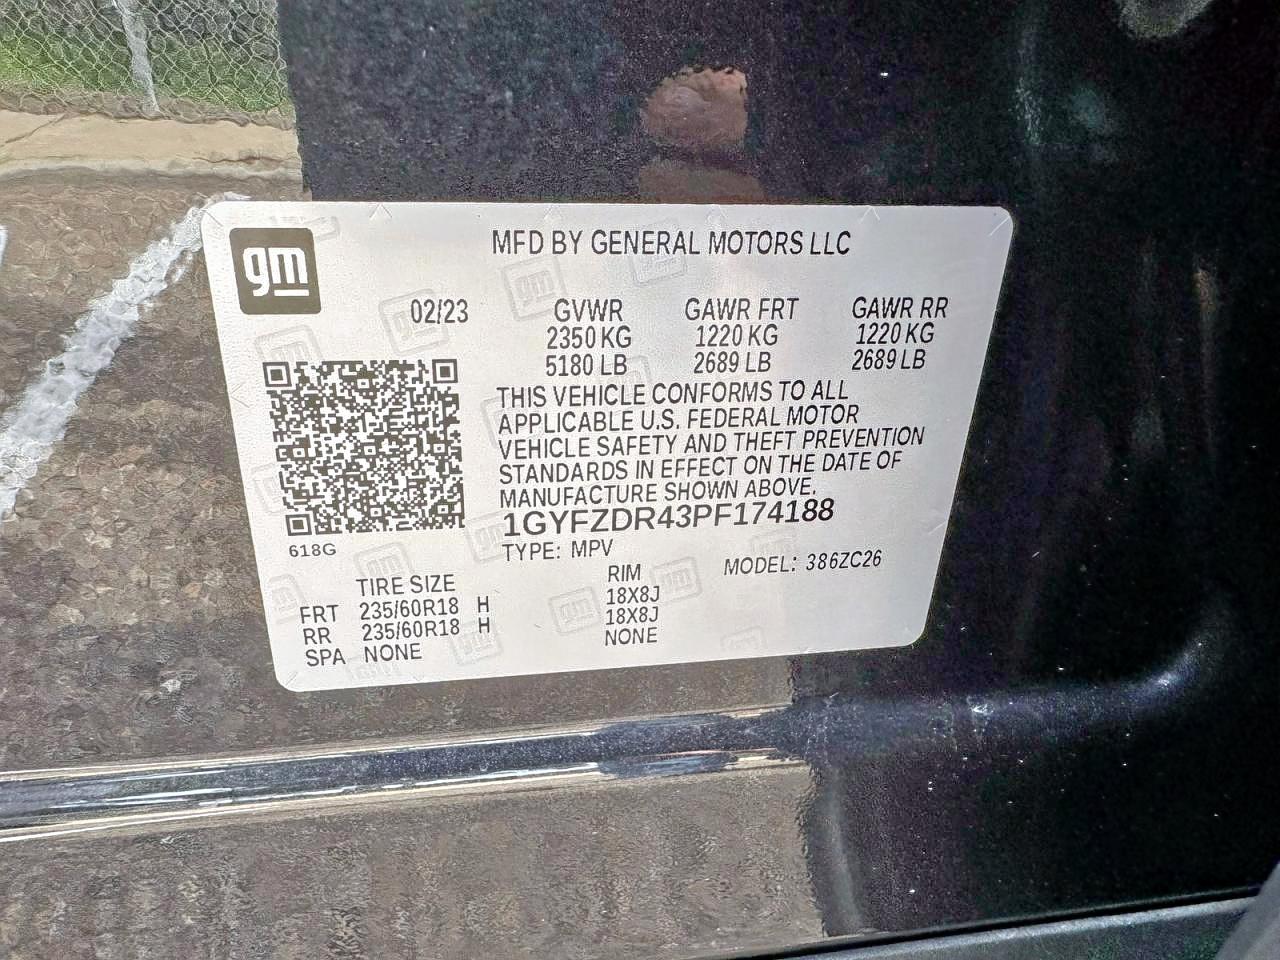 gm
MFD BY GENERAL MOTORS LLC
02/23 GVWR GAWR FRT GAWR RR
2350 KG 1220 KG 1220 KG
5180 LB 2689 LB 2689 LB
THIS VEHICLE CONFORMS TO ALL
APPLICABLE U.S. FEDERAL MOTOR
VEHICLE SAFETY AND THEFT PREVENTION
STANDARDS IN EFFECT ON THE DATE OF
MANUFACTURE SHOWN ABOVE.
1GYFZDR43PF174188
618G
TYPE: MPV MODEL: 386ZC26
TIRE SIZE RIM
FRT 235/60R18 H 18X8J
RR 235/60R18 H 18X8J
SPA NONE NONE